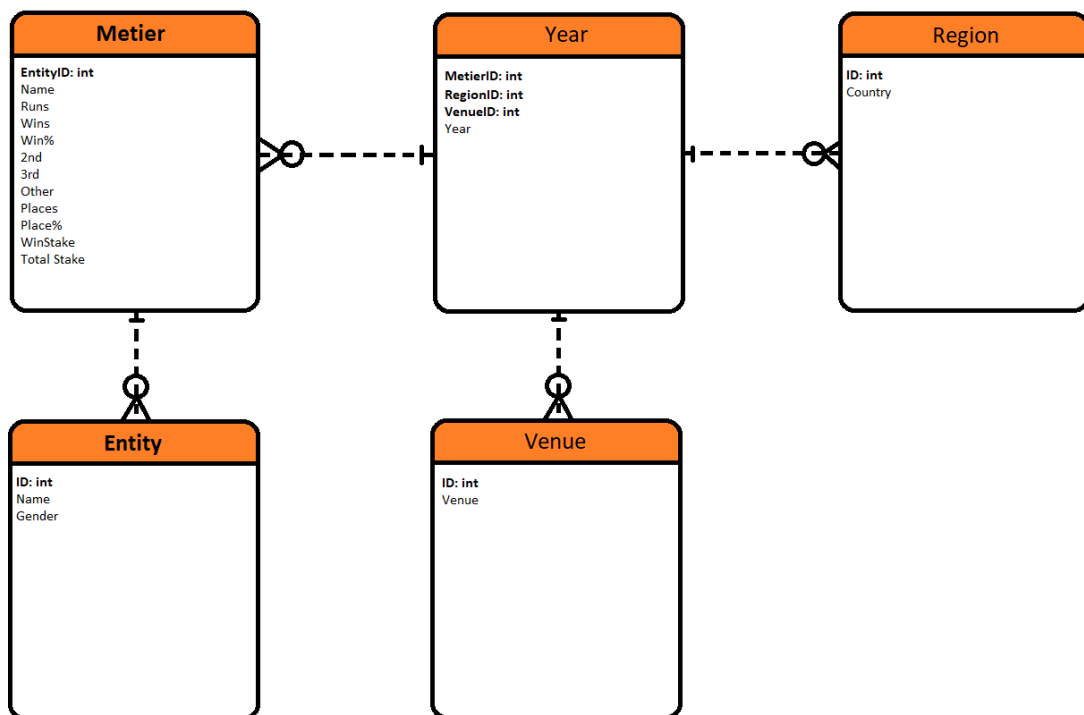 Metier
EntityID: int
Name
Runs
Wins
Win%
2nd
3rd
Other
Places
Place%
WinStake
Total Stake
Year
MetierID: int
RegionID: int
VenueID: int
Year
Region
ID: int
Country
Entity
ID: int
Name
Gender
Venue
ID: int
Venue